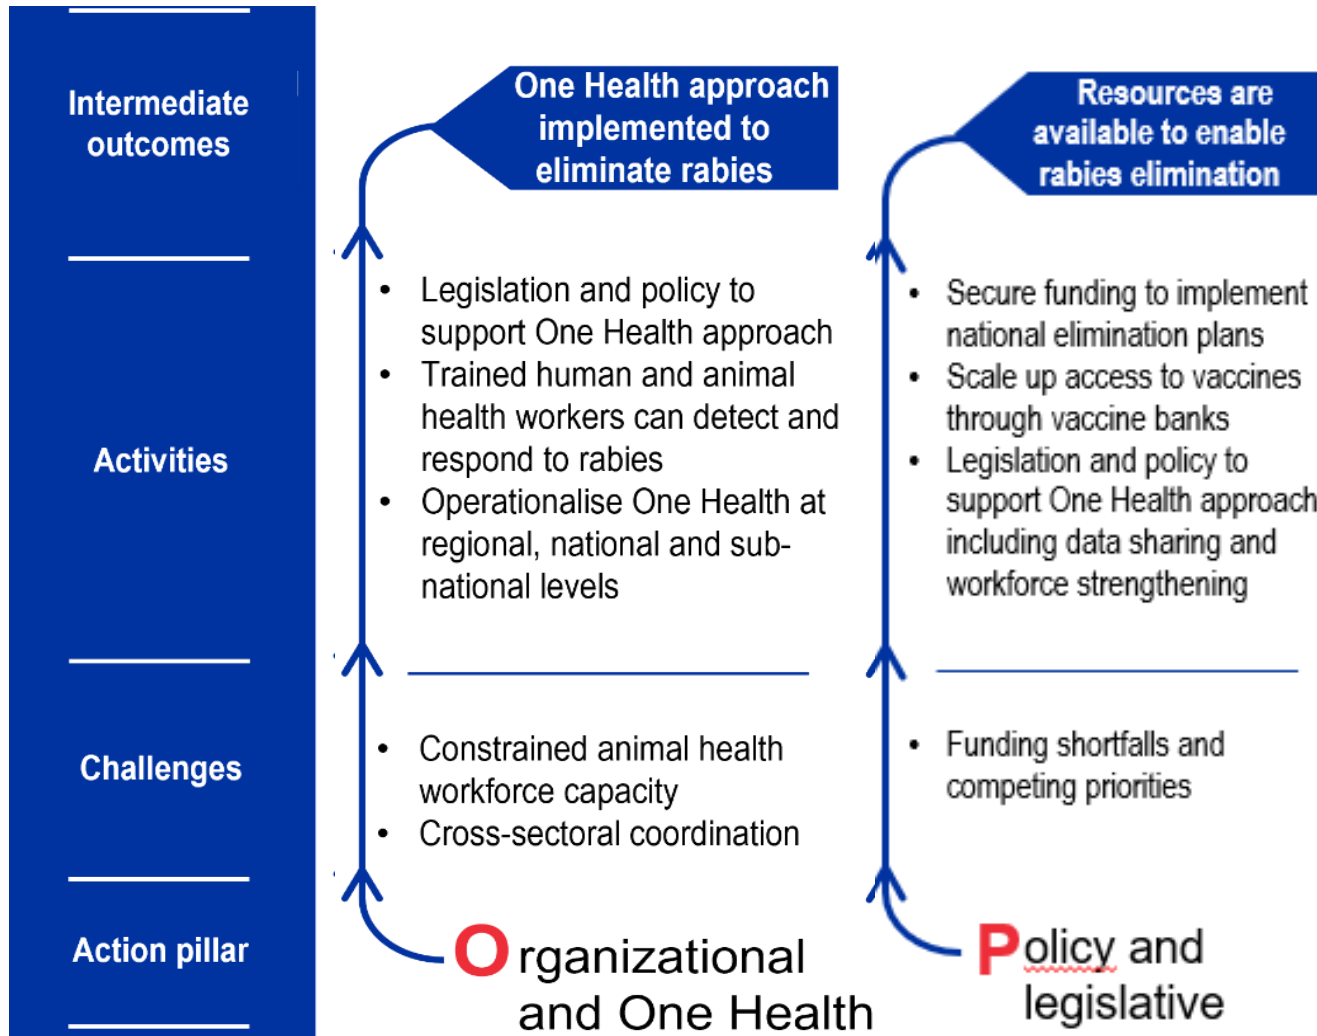 Intermediate
outcomes
One Health approach
implemented to
eliminate rabies
Resources are
available to enable
rabies elimination
Activities
• Legislation and policy to
support One Health approach
• Trained human and animal
health workers can detect and
respond to rabies
• Operationalise One Health at
regional, national and sub-
national levels
• Secure funding to implement
national elimination plans
• Scale up access to vaccines
through vaccine banks
• Legislation and policy to
support One Health approach
including data sharing and
workforce strengthening
Challenges
• Constrained animal health
workforce capacity
• Cross-sectoral coordination
• Funding shortfalls and
competing priorities
Action pillar
Organizational
and One Health
Policy and
legislative